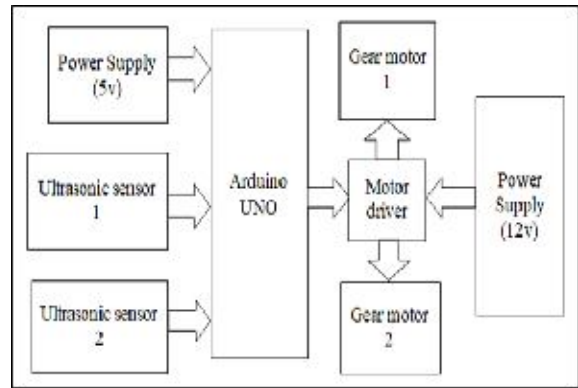 Power Supply
(5v)
Ultrasonic sensor
1
Ultrasonic sensor
2
Arduino
UNO
Gear motor
1
Motor
driver
Gear motor
2
Power
Supply
(12v)